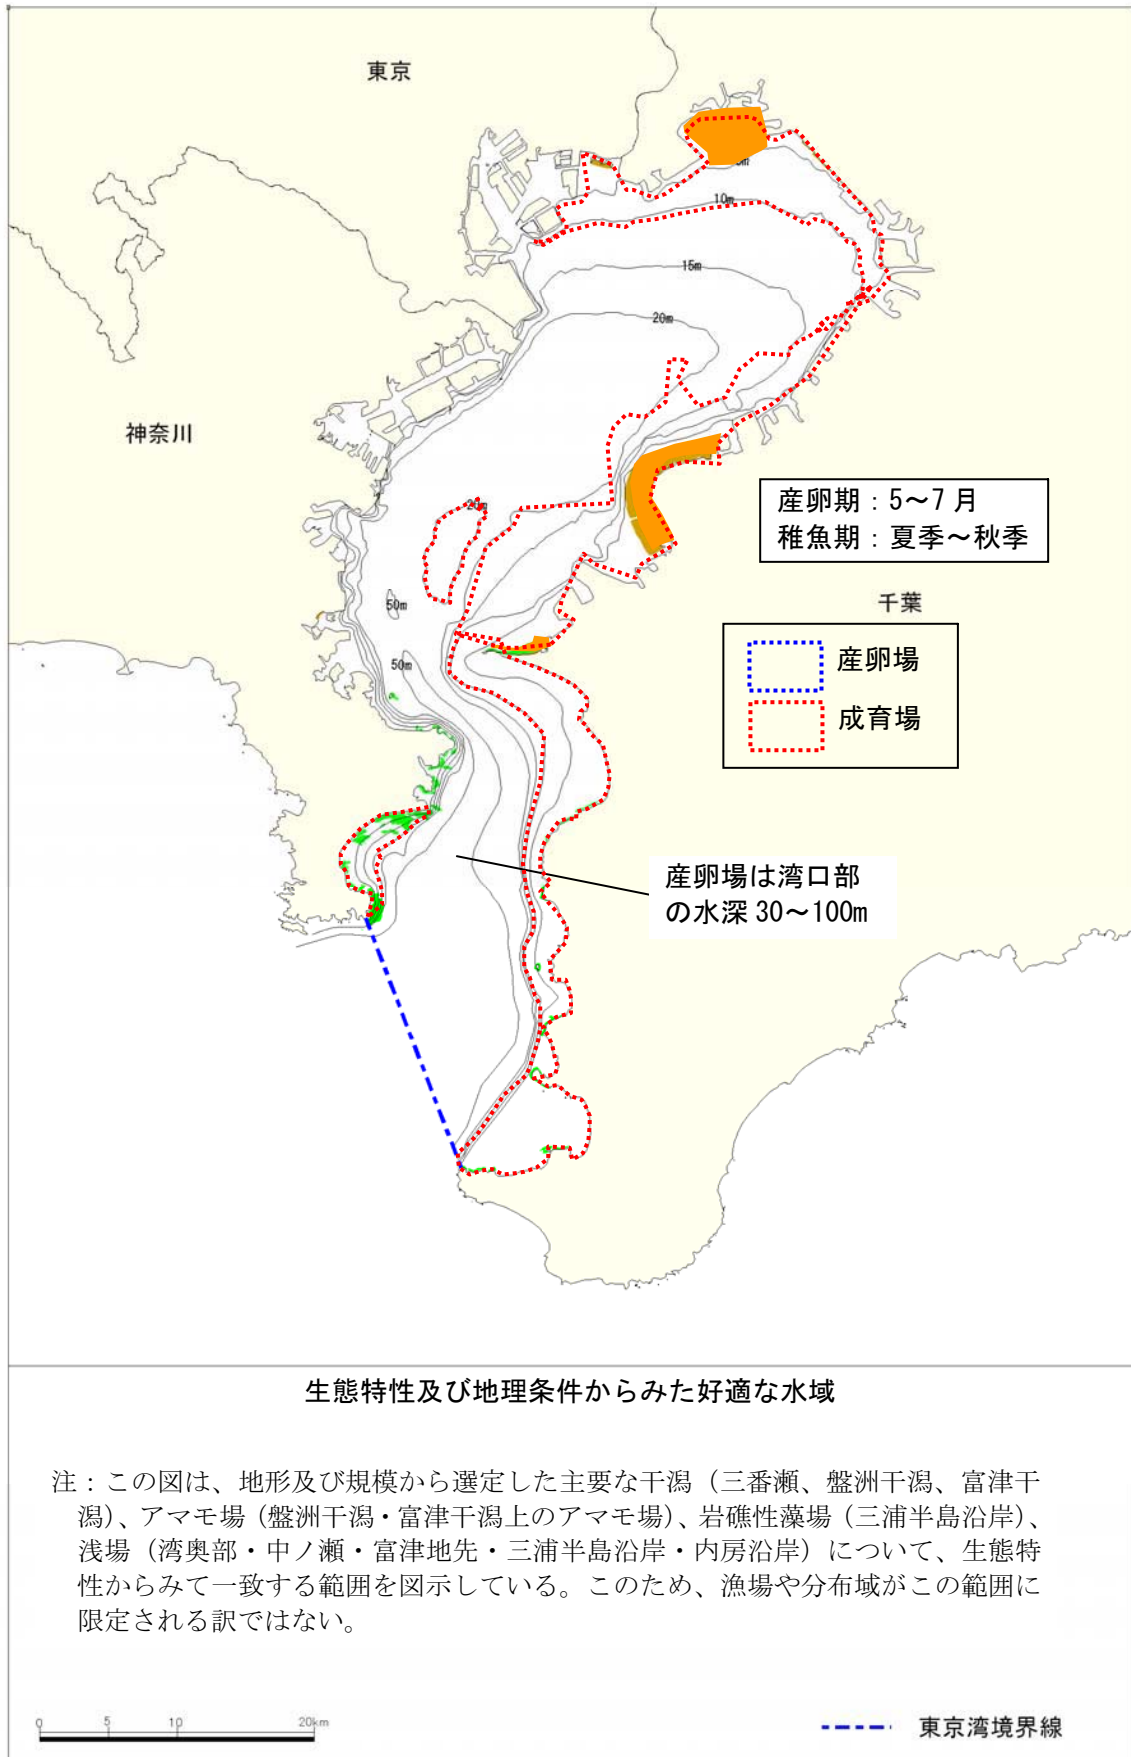 東京
5m
10m
15m
20m
神奈川
産卵期：5～7月
稚魚期：夏季～秋季
20m
千葉
50m
産卵場
50m
成育場
産卵場は湾口部
の水深30～100m
生態特性及び地理条件からみた好適な水域
注：この図は、地形及び規模から選定した主要な干潟（三番瀬、盤洲干潟、富津干
潟）、アマモ場（盤洲干潟・富津干潟上のアマモ場）、岩礁性藻場（三浦半島沿岸）、
浅場（湾奥部・中ノ瀬・富津地先・三浦半島沿岸・内房沿岸）について、生態特
性からみて一致する範囲を図示している。このため、漁場や分布域がこの範囲に
限定される訳ではない。
0 5 10 20km
東京湾境界線